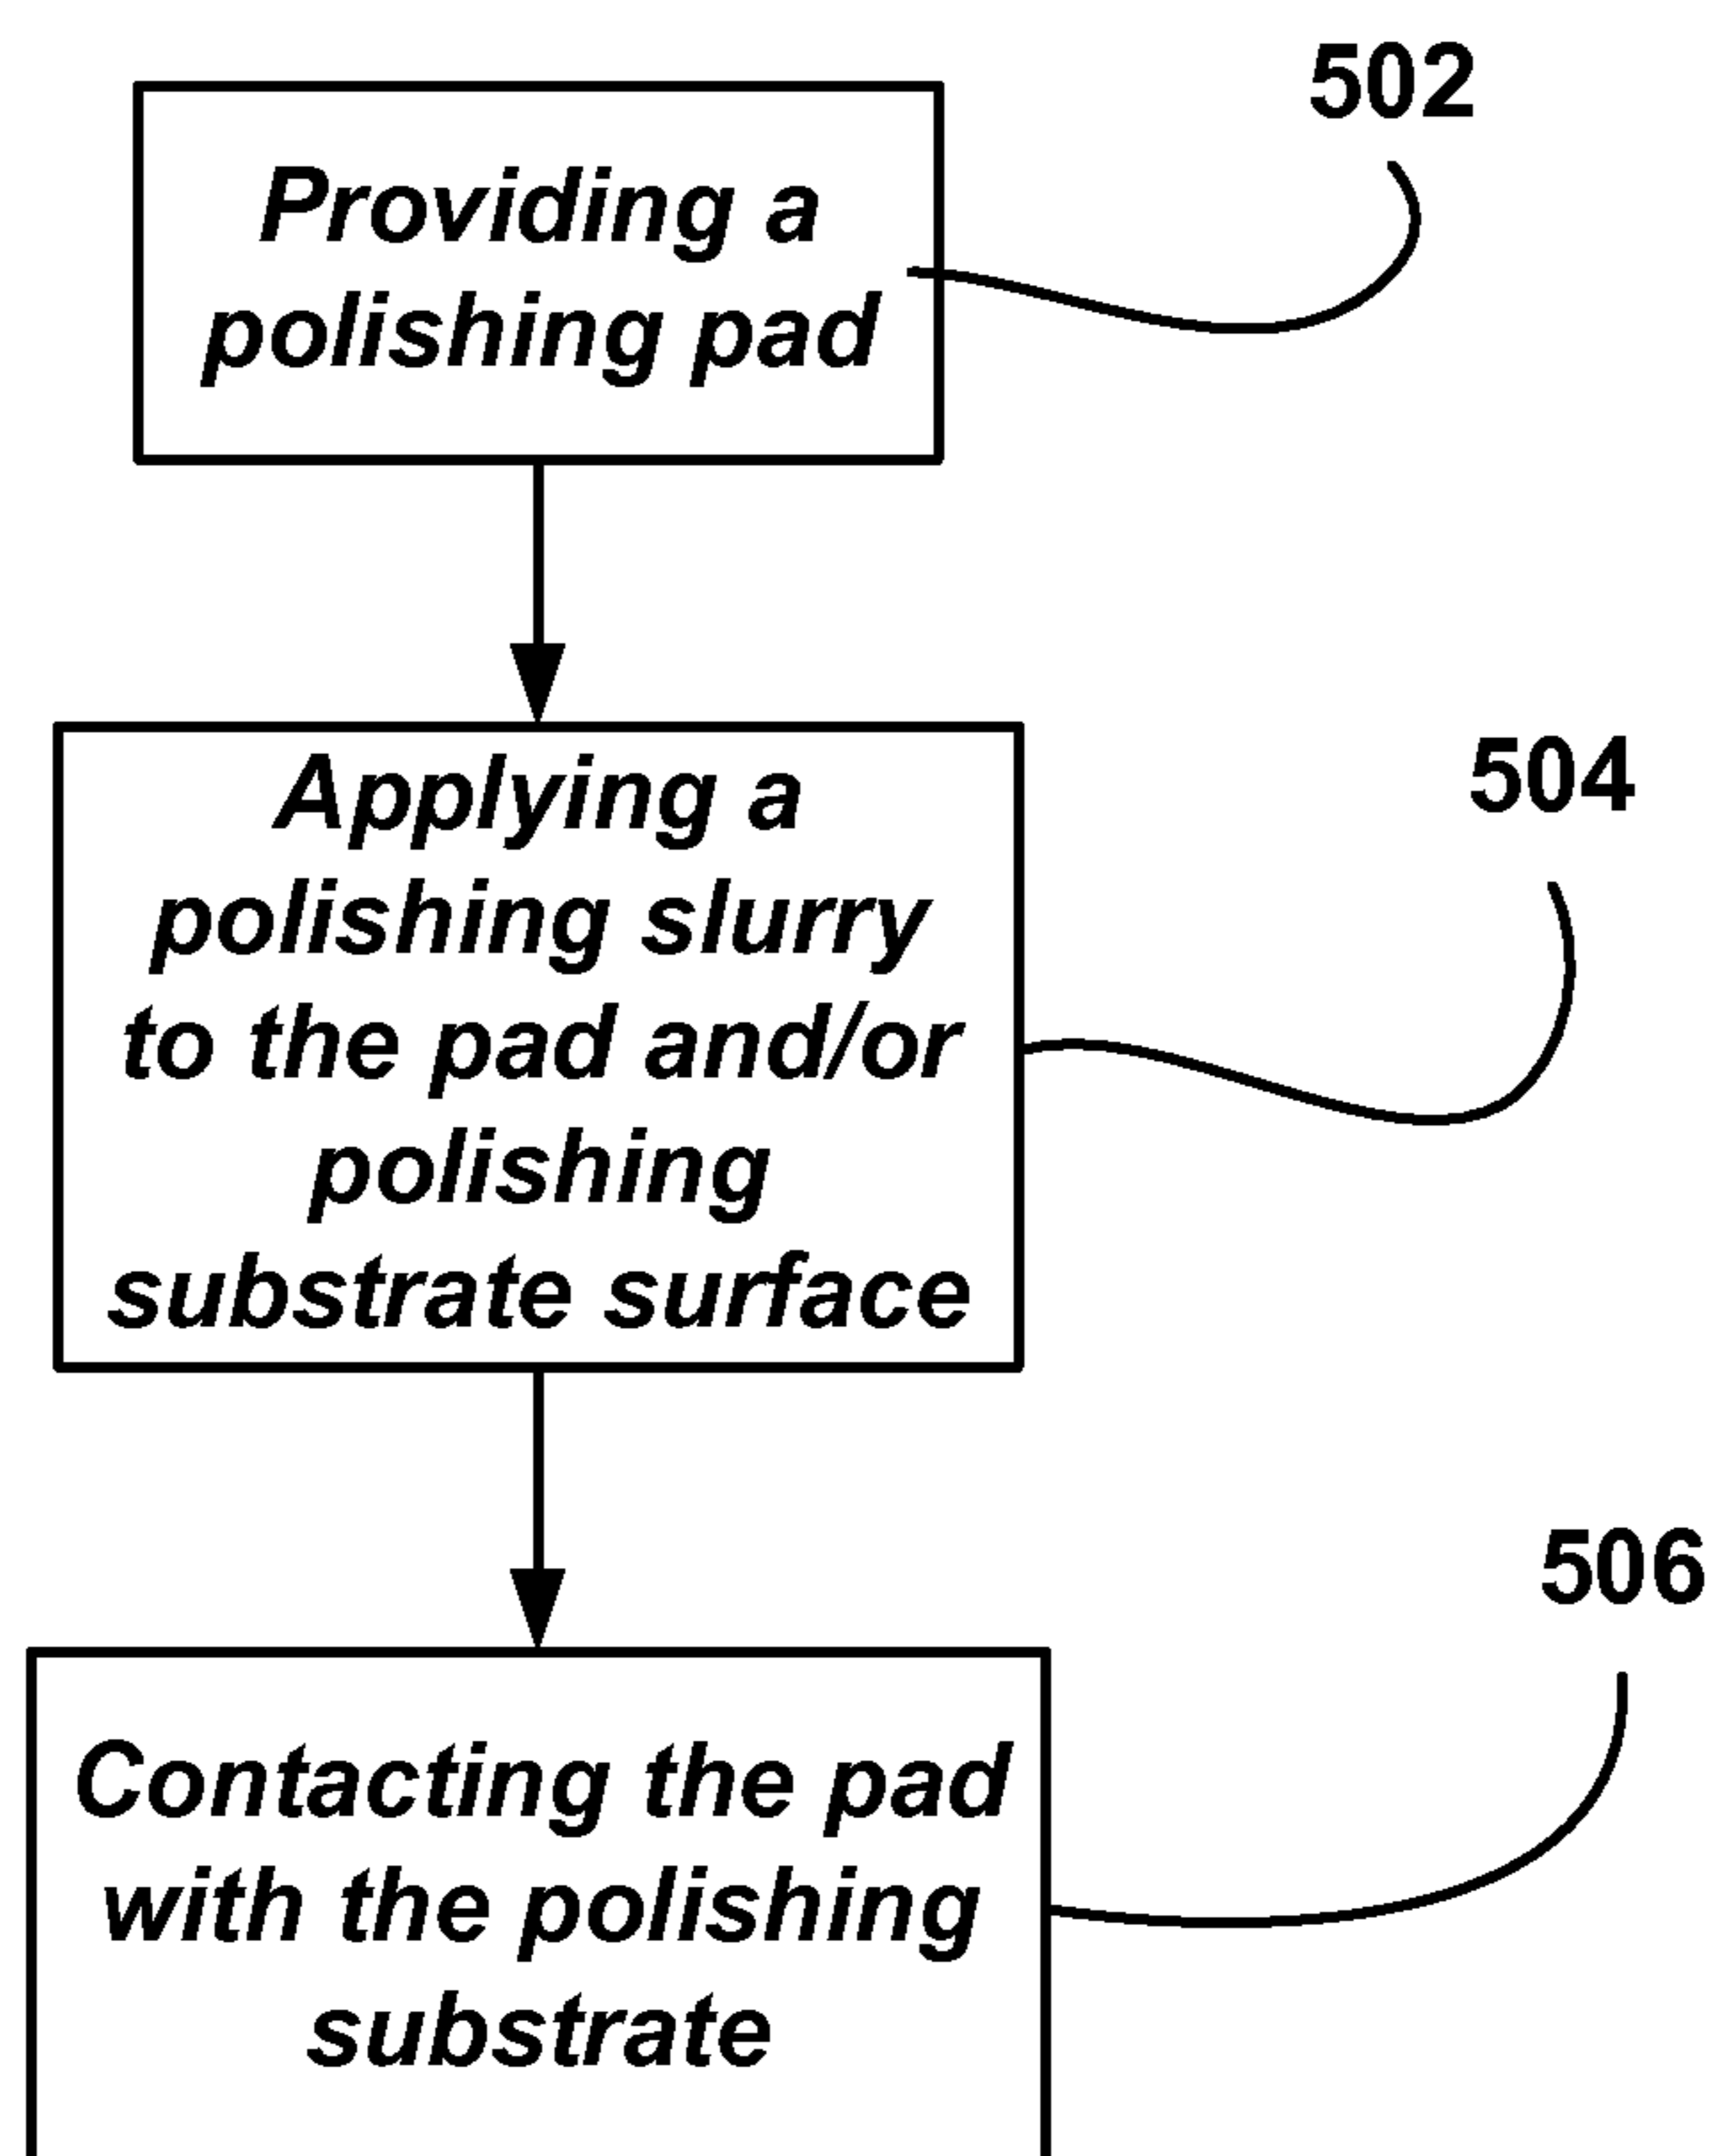 502
Providing a
polishing pad
504
Applying a
polishing slurry
to the pad and/or
polishing
substrate surface
506
Contacting the pad
with the polishing
substrate